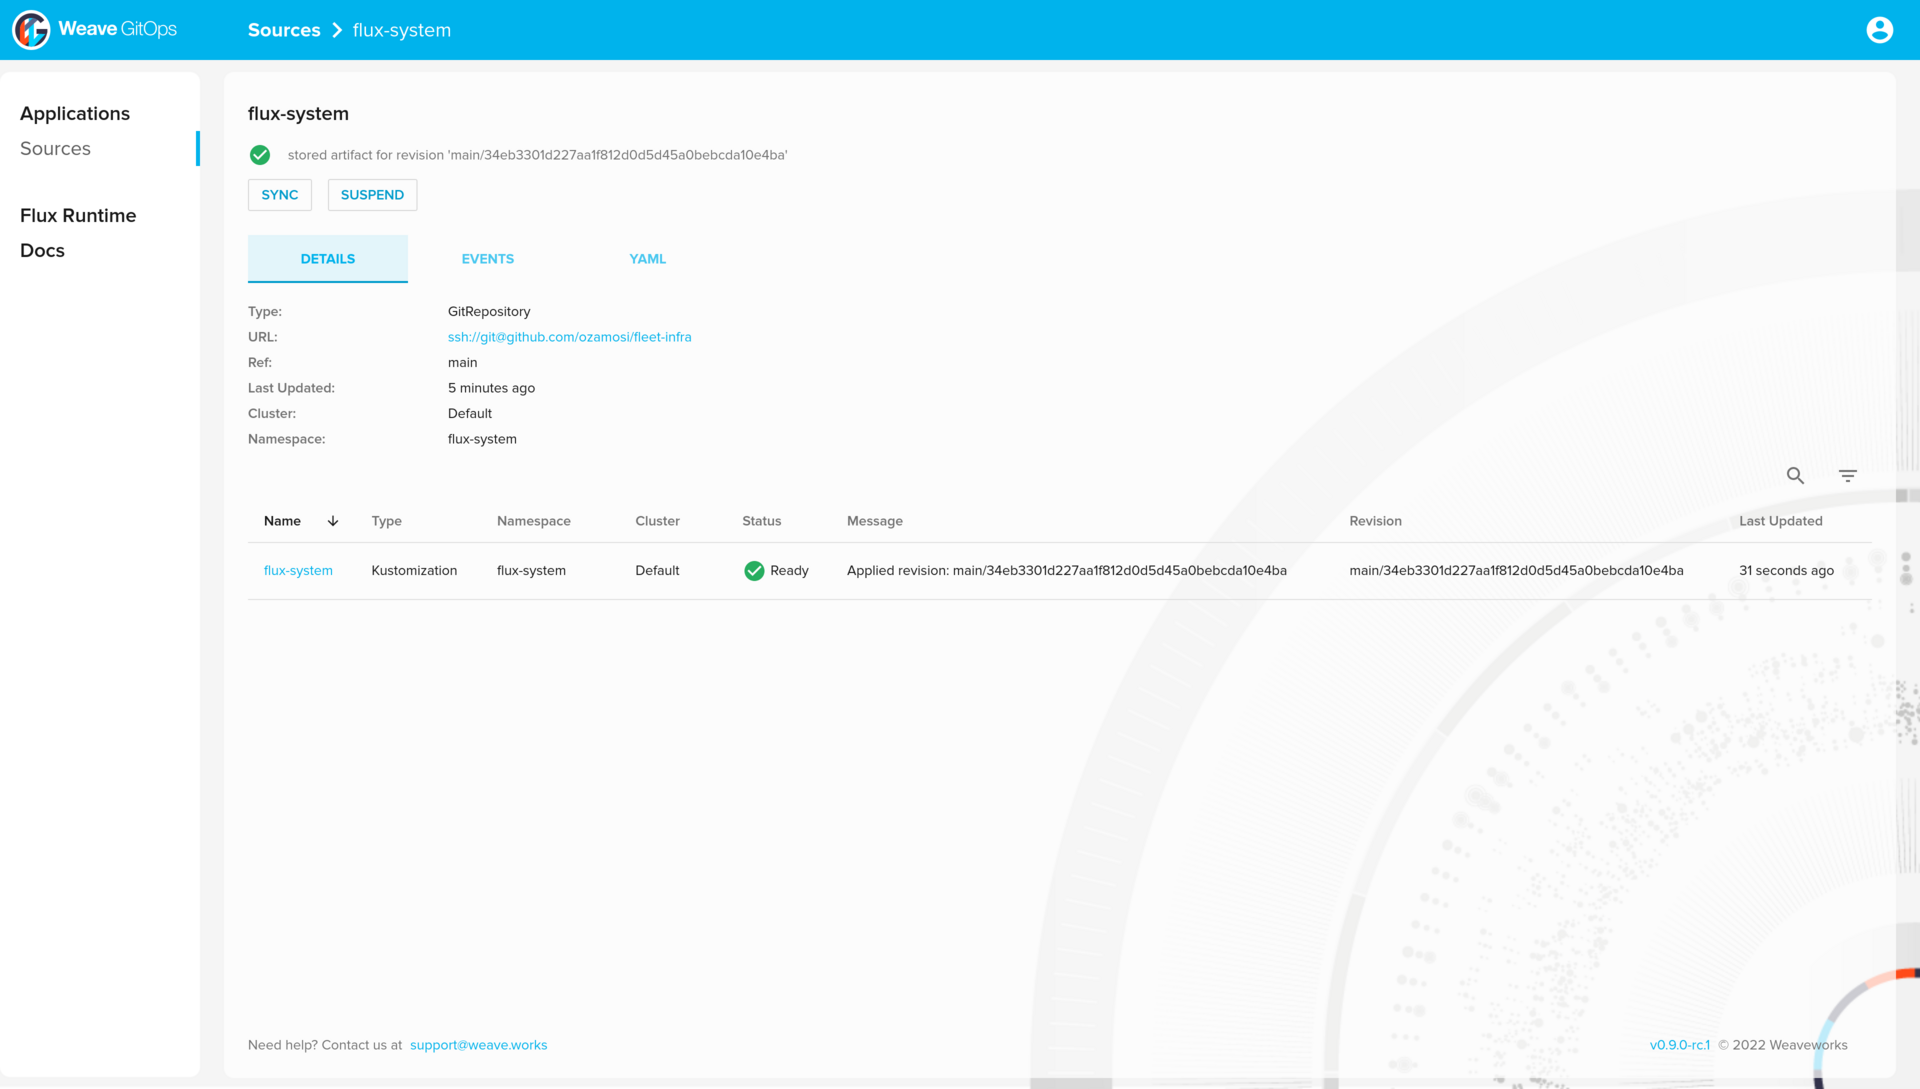 Weave GitOps
Sources > flux-system
Applications
Sources
Flux Runtime
Docs
flux-system
stored artifact for revision 'main/34eb3301d227aa1f812d0d5d45a0bebcda10e4ba'
SYNC SUSPEND
DETAILS EVENTS YAML
Type: GitRepository
URL: ssh://git@github.com/ozamosi/fleet-infra
Ref: main
Last Updated: 5 minutes ago
Cluster: Default
Namespace: flux-system
Name Type Namespace Cluster Status Message Revision Last Updated
flux-system Kustomization flux-system Default Ready Applied revision: main/34eb3301d227aa1f812d0d5d45a0bebcda10e4ba main/34eb3301d227aa1f812d0d5d45a0bebcda10e4ba 31 seconds ago
Need help? Contact us at support@weave.works
v0.9.0-rc.1 © 2022 Weaveworks